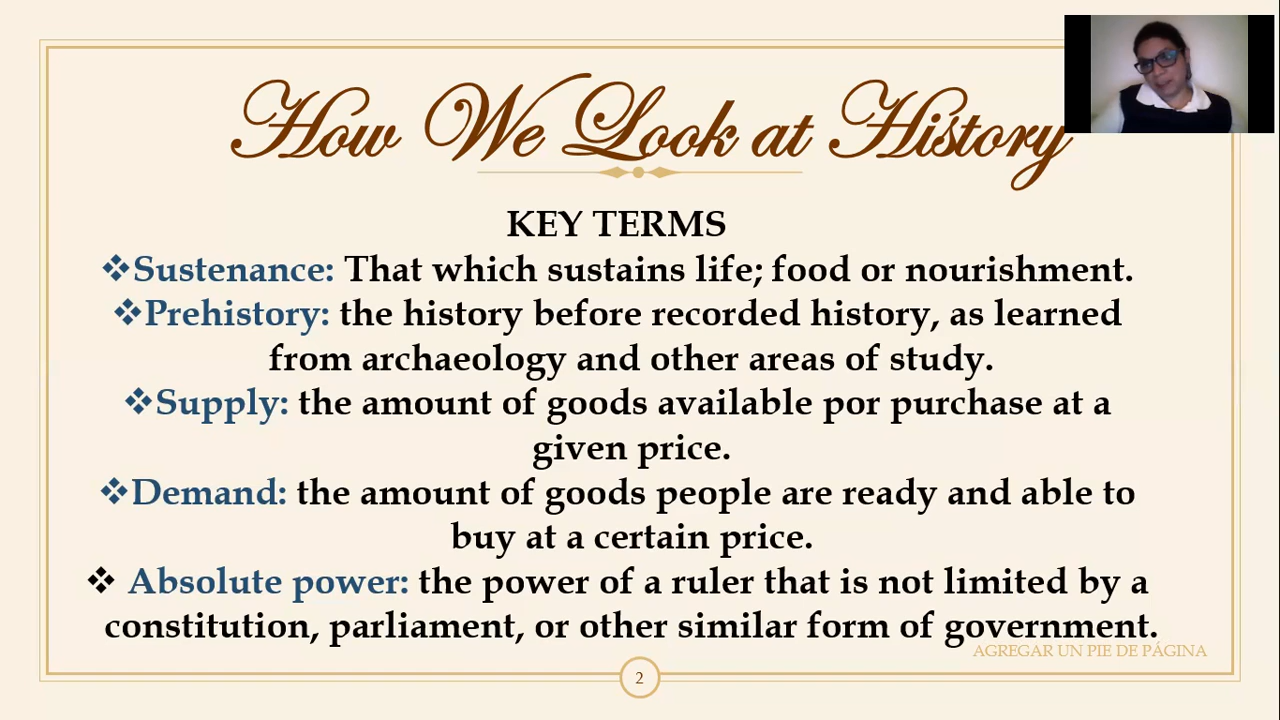 How We Look at History
KEY TERMS
❖Sustenance: That which sustains life; food or nourishment.
❖Prehistory: the history before recorded history, as learned
from archaeology and other areas of study.
❖Supply: the amount of goods available por purchase at a
given price.
❖Demand: the amount of goods people are ready and able to
buy at a certain price.
❖ Absolute power: the power of a ruler that is not limited by a
constitution, parliament, or other similar form of government.
AGREGAR UN PIE DE PÁGINA
2